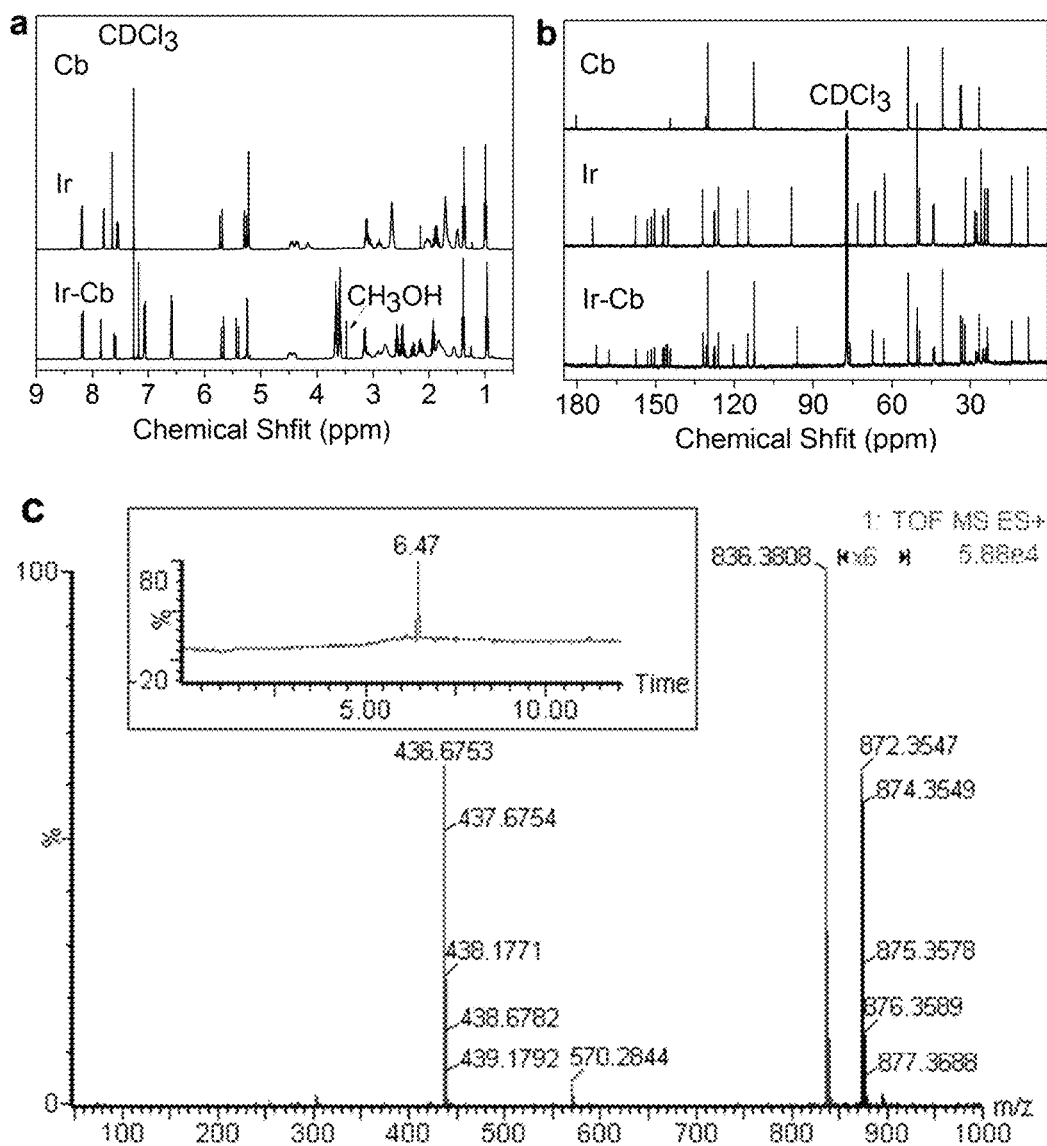 a
CDCl3
Cb
Ir
Ir-Cb
CH3OH
9 8 7 6 5 4 3 2 1
Chemical Shfit (ppm)
b
Cb
CDCl3
Ir
Ir-Cb
180 150 120 90 60 30
Chemical Shfit (ppm)
c
1: TOF MS ES+
836.3808 x6 5.88e4
100
%
0
6.47
80
%
-20
5.00 10.00
Time
436.6753
437.6754
438.1771
438.6782
439.1792
570.2844
872.3547
874.3549
875.3578
876.3589
877.3688
100 200 300 400 500 600 700 800 900 1000
m/z